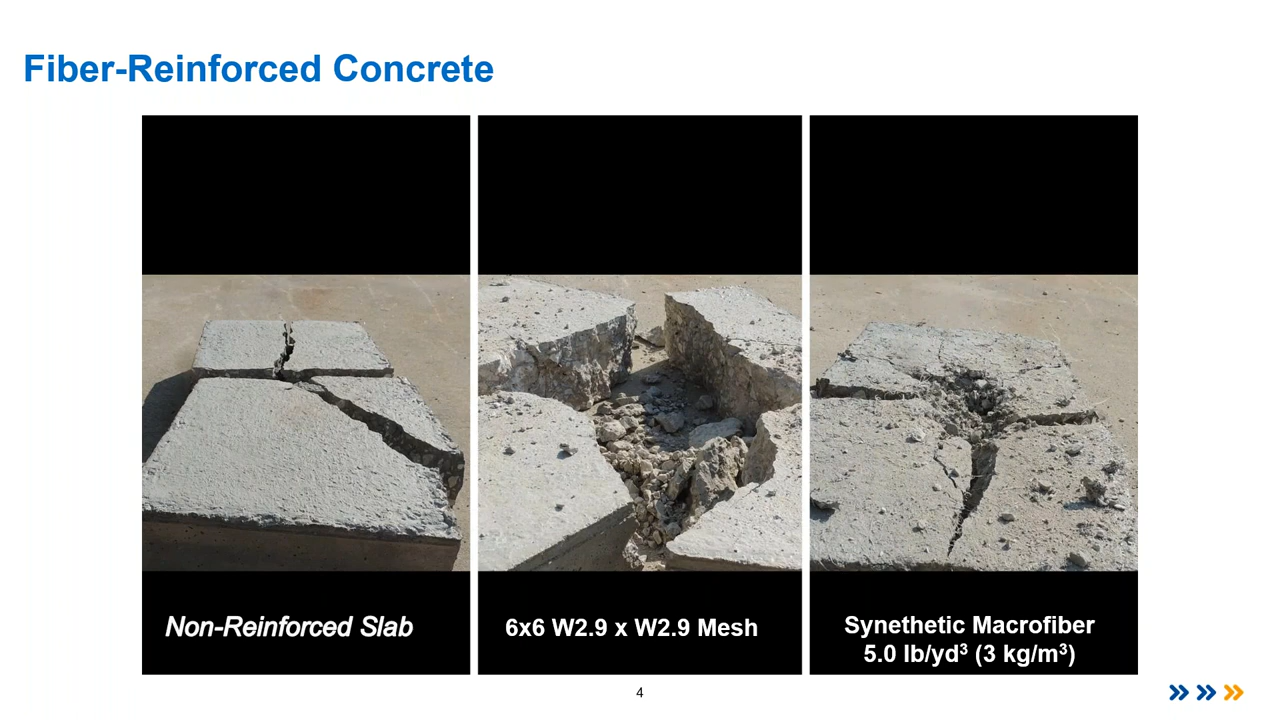 Fiber-Reinforced Concrete
Non-Reinforced Slab
6x6 W2.9 x W2.9 Mesh
Synethetic Macrofiber
5.0 lb/yd³ (3 kg/m³)
4